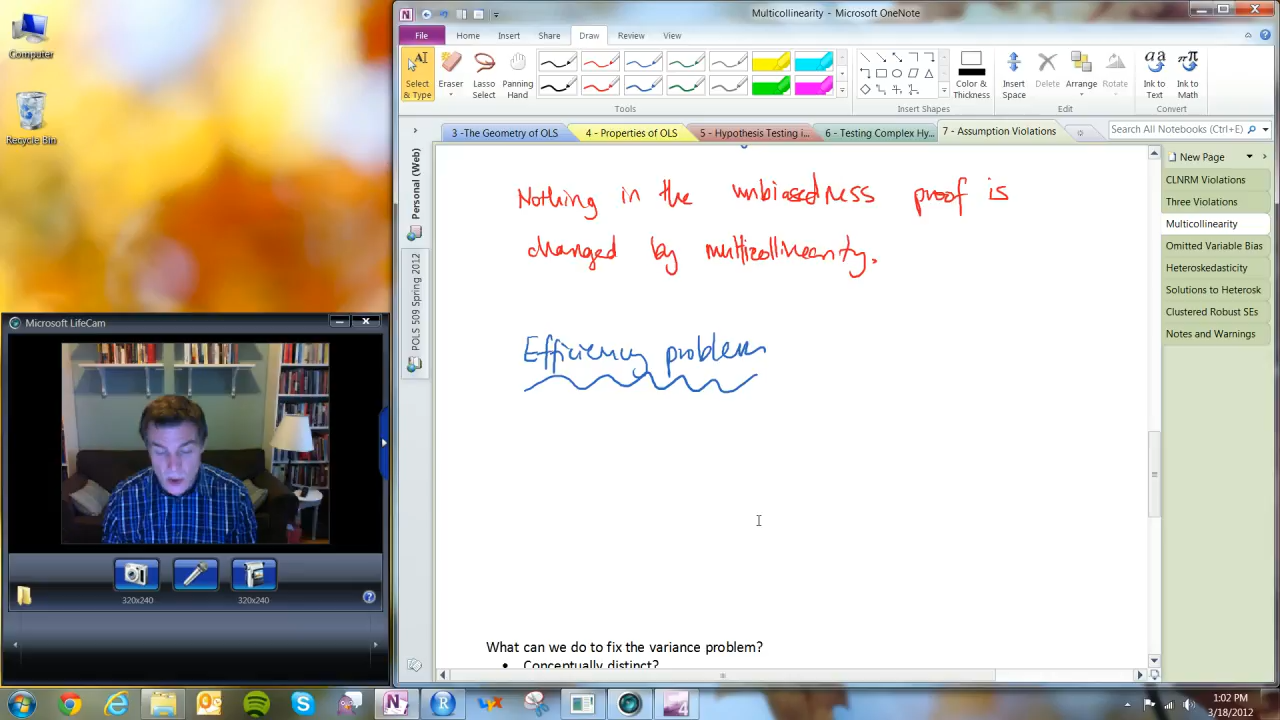 Multicollinearity - Microsoft OneNote
Computer
File Home Insert Share Draw Review View
Select & Type
Eraser
Lasso Select
Panning Hand
Color & Thickness
Insert Space
Delete
Arrange
Rotate
Ink to Text
Ink to Math
Recycle Bin
Tools
Insert Shapes
Edit
Convert
3 -The Geometry of OLS
4 - Properties of OLS
5 - Hypothesis Testing i...
6 - Testing Complex Hy...
7 - Assumption Violations
Search All Notebooks (Ctrl+E)
Personal (Web)
POLS 509 Spring 2012
New Page
CLNRM Violations
Three Violations
Multicollinearity
Omitted Variable Bias
Heteroskedasticity
Solutions to Heterosk
Clustered Robust SEs
Notes and Warnings
Nothing in the unbiasedness proof is
changed by multicollinearity.
Efficiency problem
Microsoft LifeCam
320x240
320x240
What can we do to fix the variance problem?
• Conceptually distinct?
1:02 PM
3/18/2012